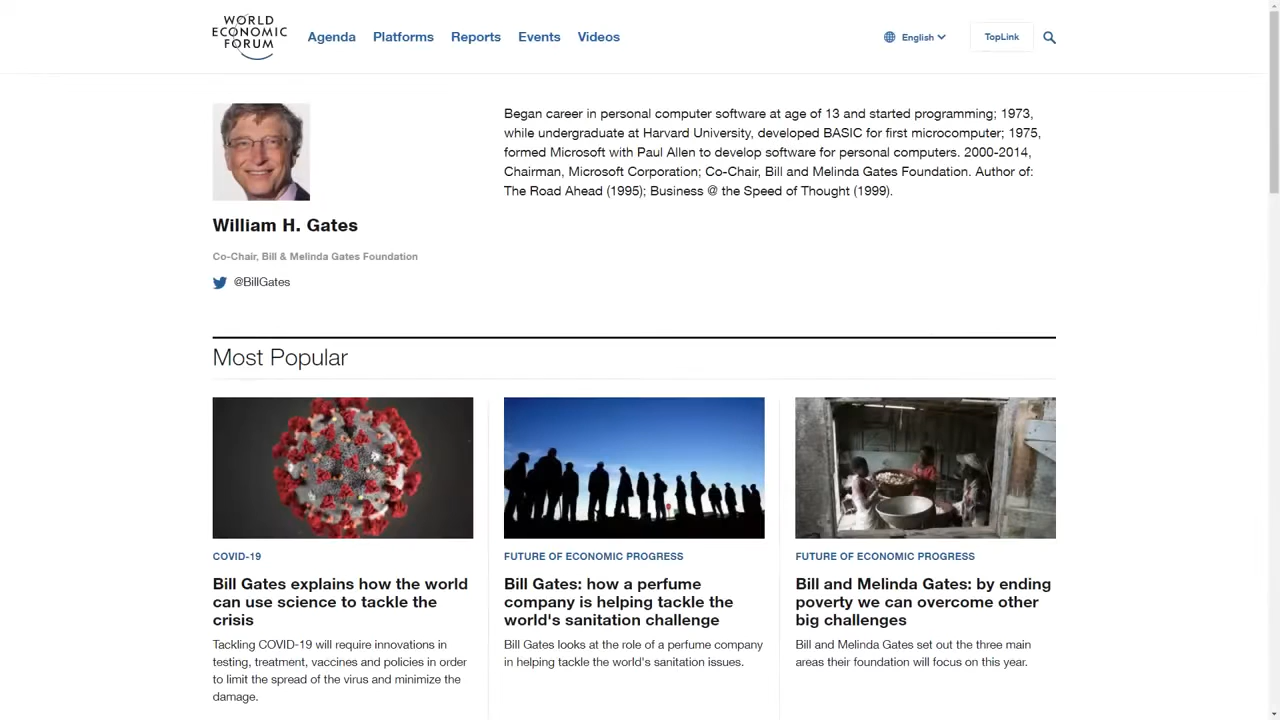 WORLD
ECONOMIC
FORUM
Agenda Platforms Reports Events Videos
English
TopLink
Began career in personal computer software at age of 13 and started programming; 1973,
while undergraduate at Harvard University, developed BASIC for first microcomputer; 1975,
formed Microsoft with Paul Allen to develop software for personal computers. 2000-2014,
Chairman, Microsoft Corporation; Co-Chair, Bill and Melinda Gates Foundation. Author of:
The Road Ahead (1995); Business @ the Speed of Thought (1999).
William H. Gates
Co-Chair, Bill & Melinda Gates Foundation
@BillGates
Most Popular
COVID-19
Bill Gates explains how the world
can use science to tackle the
crisis
Tackling COVID-19 will require innovations in
testing, treatment, vaccines and policies in order
to limit the spread of the virus and minimize the
damage.
FUTURE OF ECONOMIC PROGRESS
Bill Gates: how a perfume
company is helping tackle the
world's sanitation challenge
Bill Gates looks at the role of a perfume company
in helping tackle the world's sanitation issues.
FUTURE OF ECONOMIC PROGRESS
Bill and Melinda Gates: by ending
poverty we can overcome other
big challenges
Bill and Melinda Gates set out the three main
areas their foundation will focus on this year.